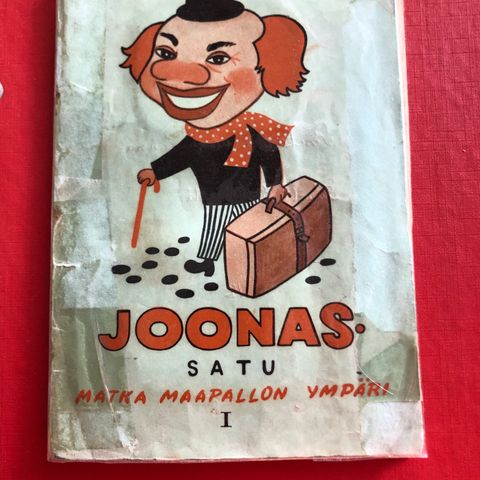 JOONAS·
SATU
MATKA MAAPALLON YMPÄRI
I